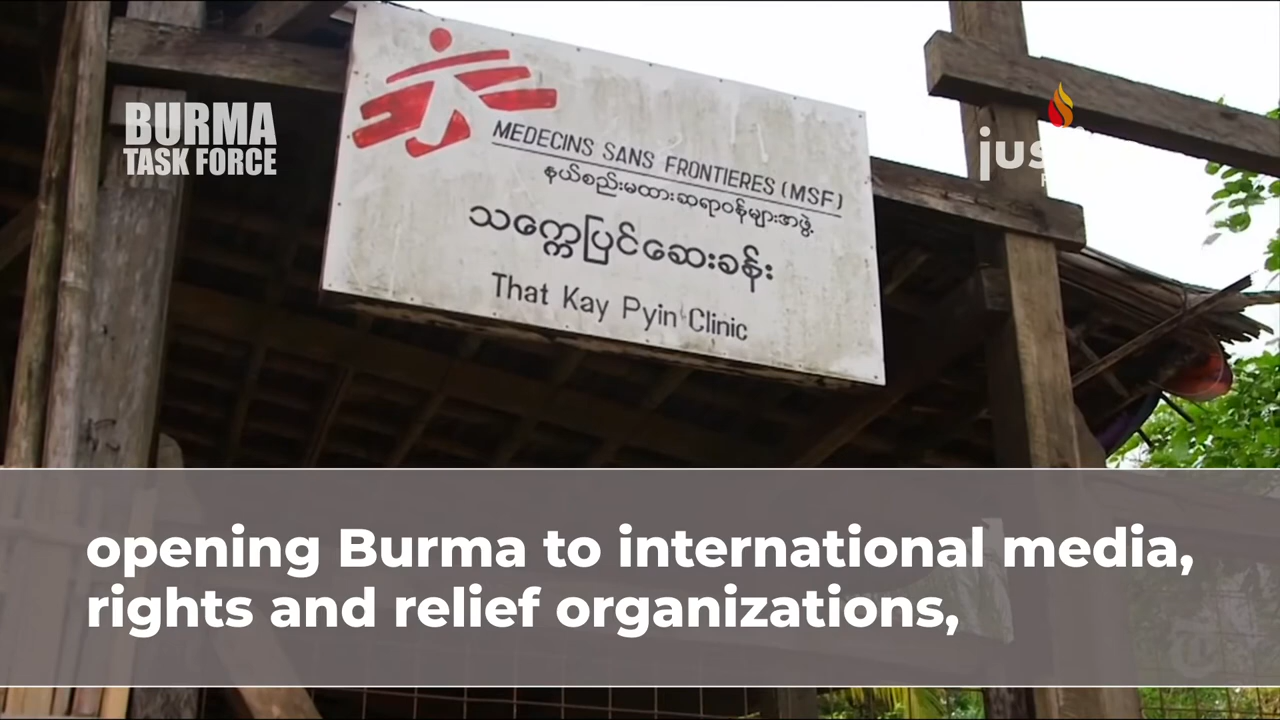 BURMA
TASK FORCE
MEDECINS SANS FRONTIERES (MSF)
နယ်စည်းမထားဆရာဝန်များအဖွဲ့
သက္ကေပြင်ဆေးခန်း
That Kay Pyin Clinic
jus
opening Burma to international media,
rights and relief organizations,